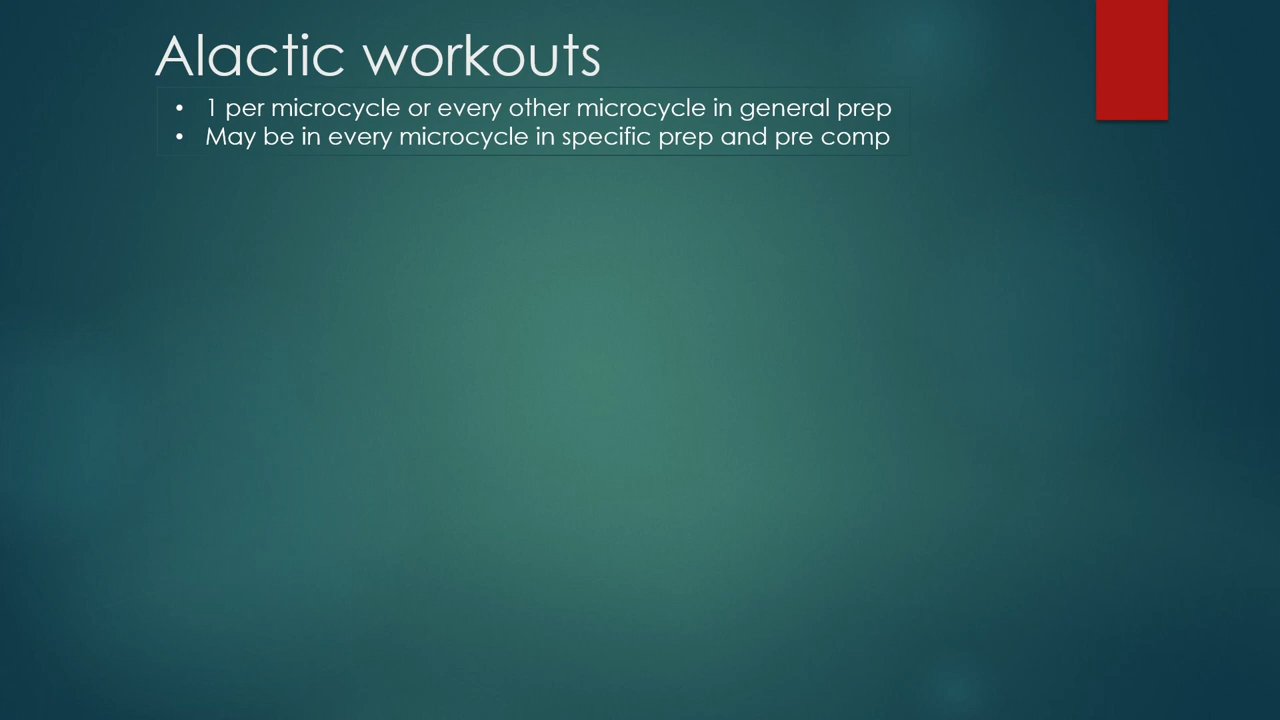 Alactic workouts
• 1 per microcycle or every other microcycle in general prep
• May be in every microcycle in specific prep and pre comp